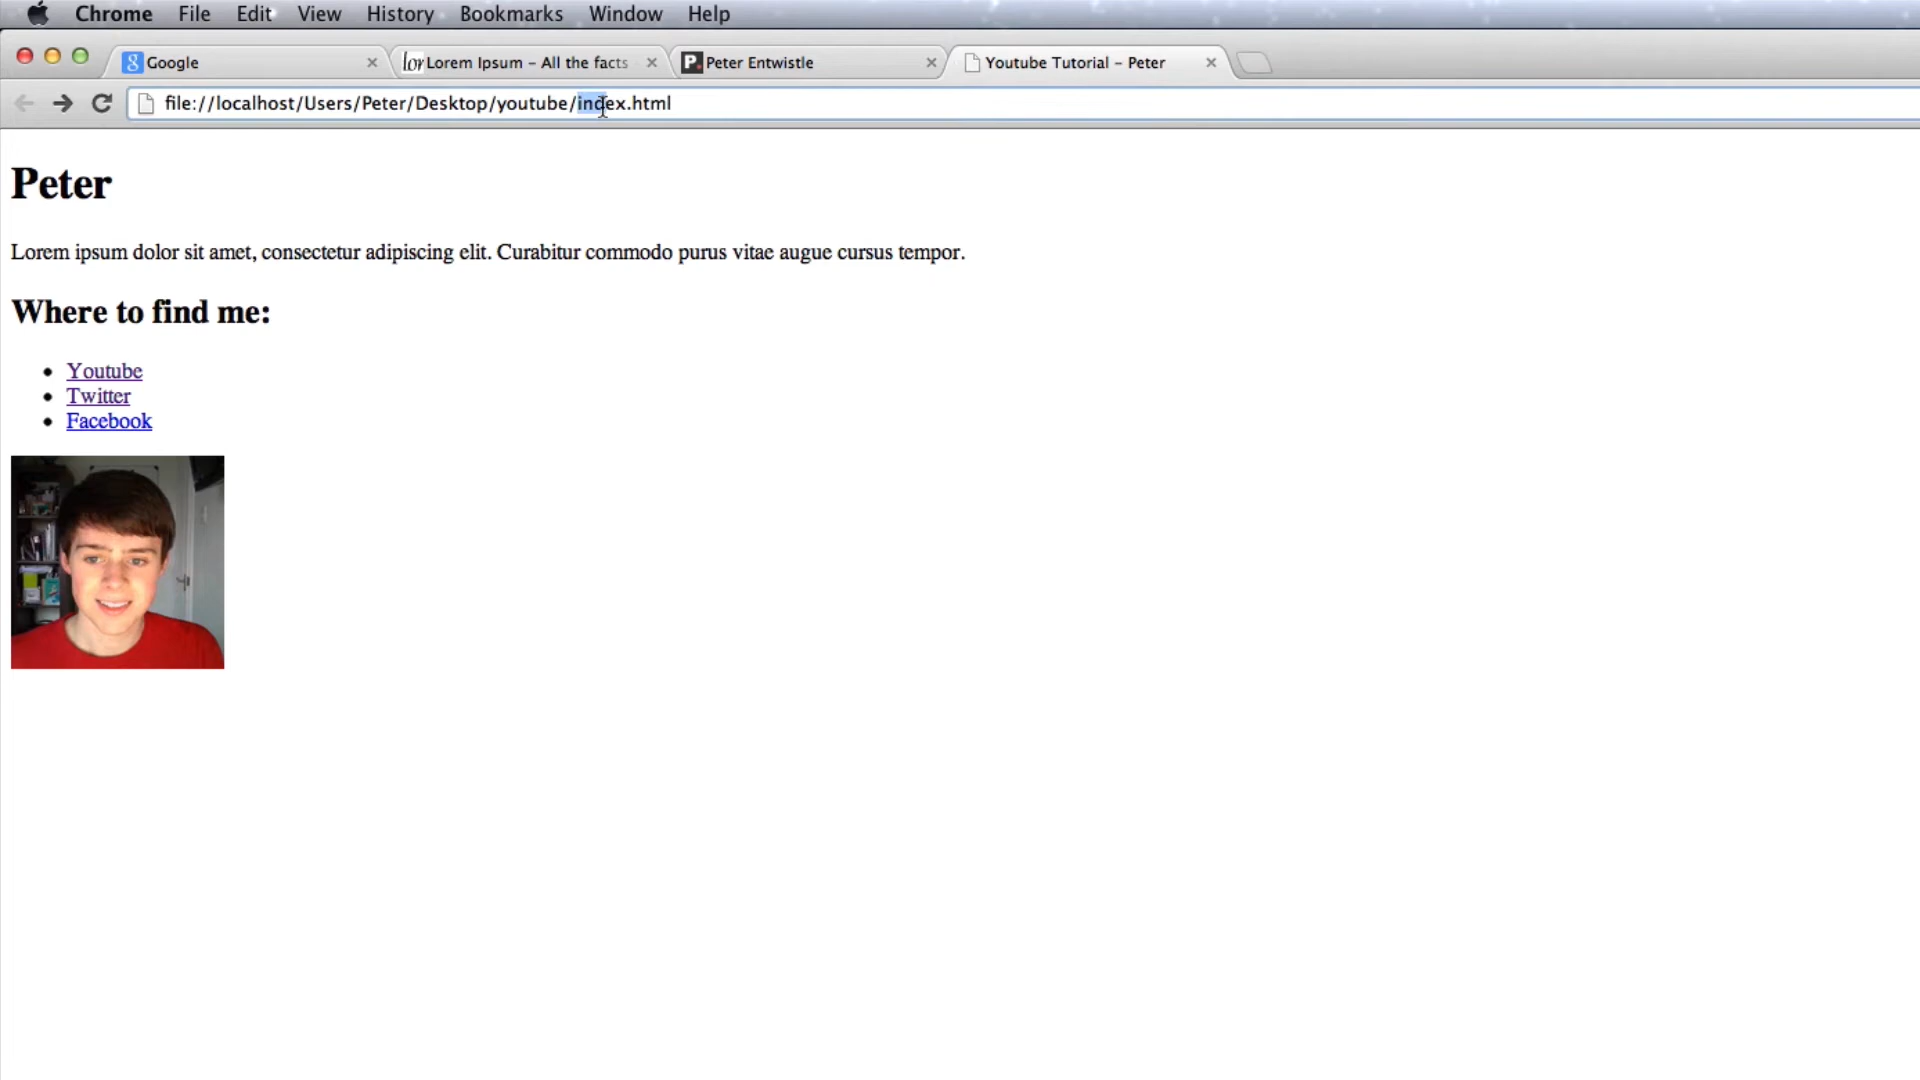 Chrome File Edit View History Bookmarks Window Help
Google Lorem Ipsum - All the facts Peter Entwistle Youtube Tutorial - Peter
file://localhost/Users/Peter/Desktop/youtube/index.html
Peter
Lorem ipsum dolor sit amet, consectetur adipiscing elit. Curabitur commodo purus vitae augue cursus tempor.
Where to find me:
Youtube
Twitter
Facebook